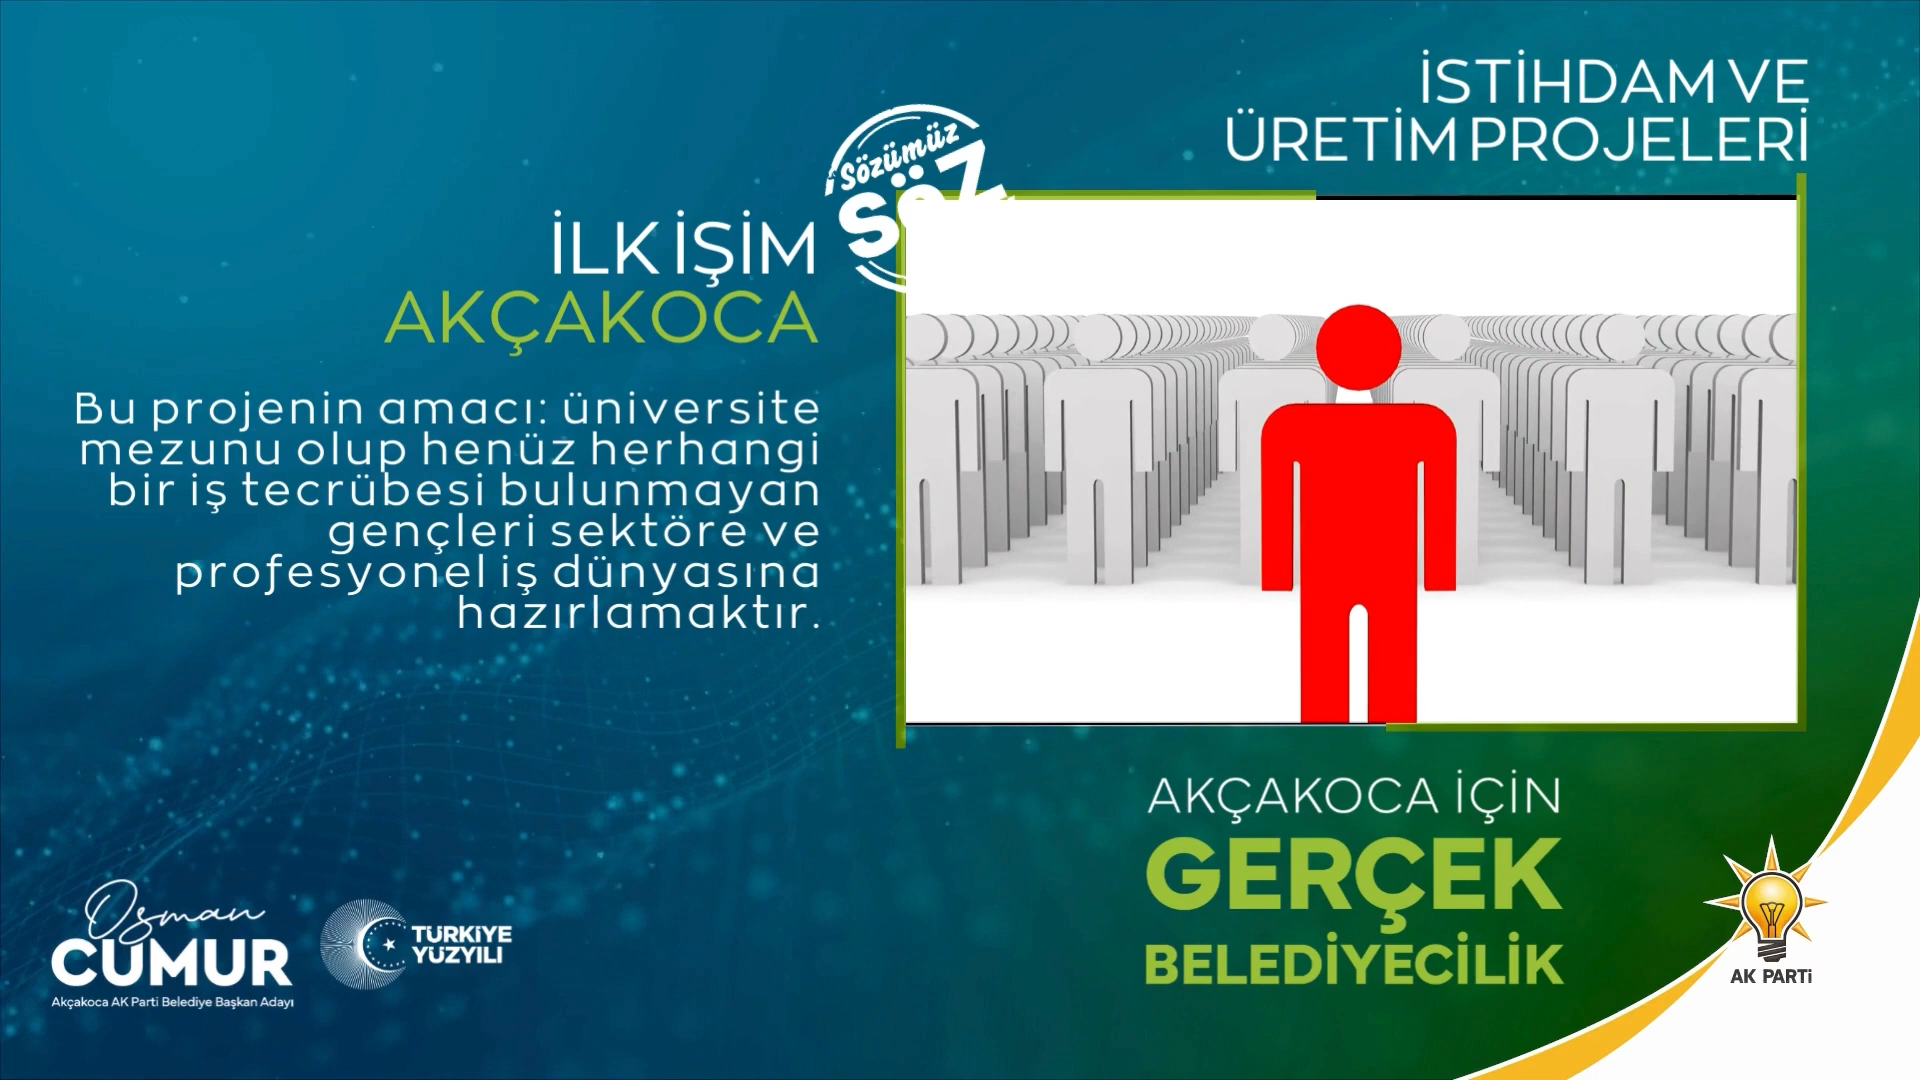 İSTİHDAM VE
ÜRETİM PROJELERİ
Sözümüz
SÖZ
İLK İŞİM
AKÇAKOCA
Bu projenin amacı: üniversite
mezunu olup henüz herhangi
bir iş tecrübesi bulunmayan
gençleri sektöre ve
profesyonel iş dünyasına
hazırlamaktır.
AKÇAKOCA İÇİN
GERÇEK
BELEDİYECİLİK
Osman
CUMUR
Akçakoca AK Parti Belediye Başkan Adayı
TÜRKİYE
YÜZYILI
AK PARTİ